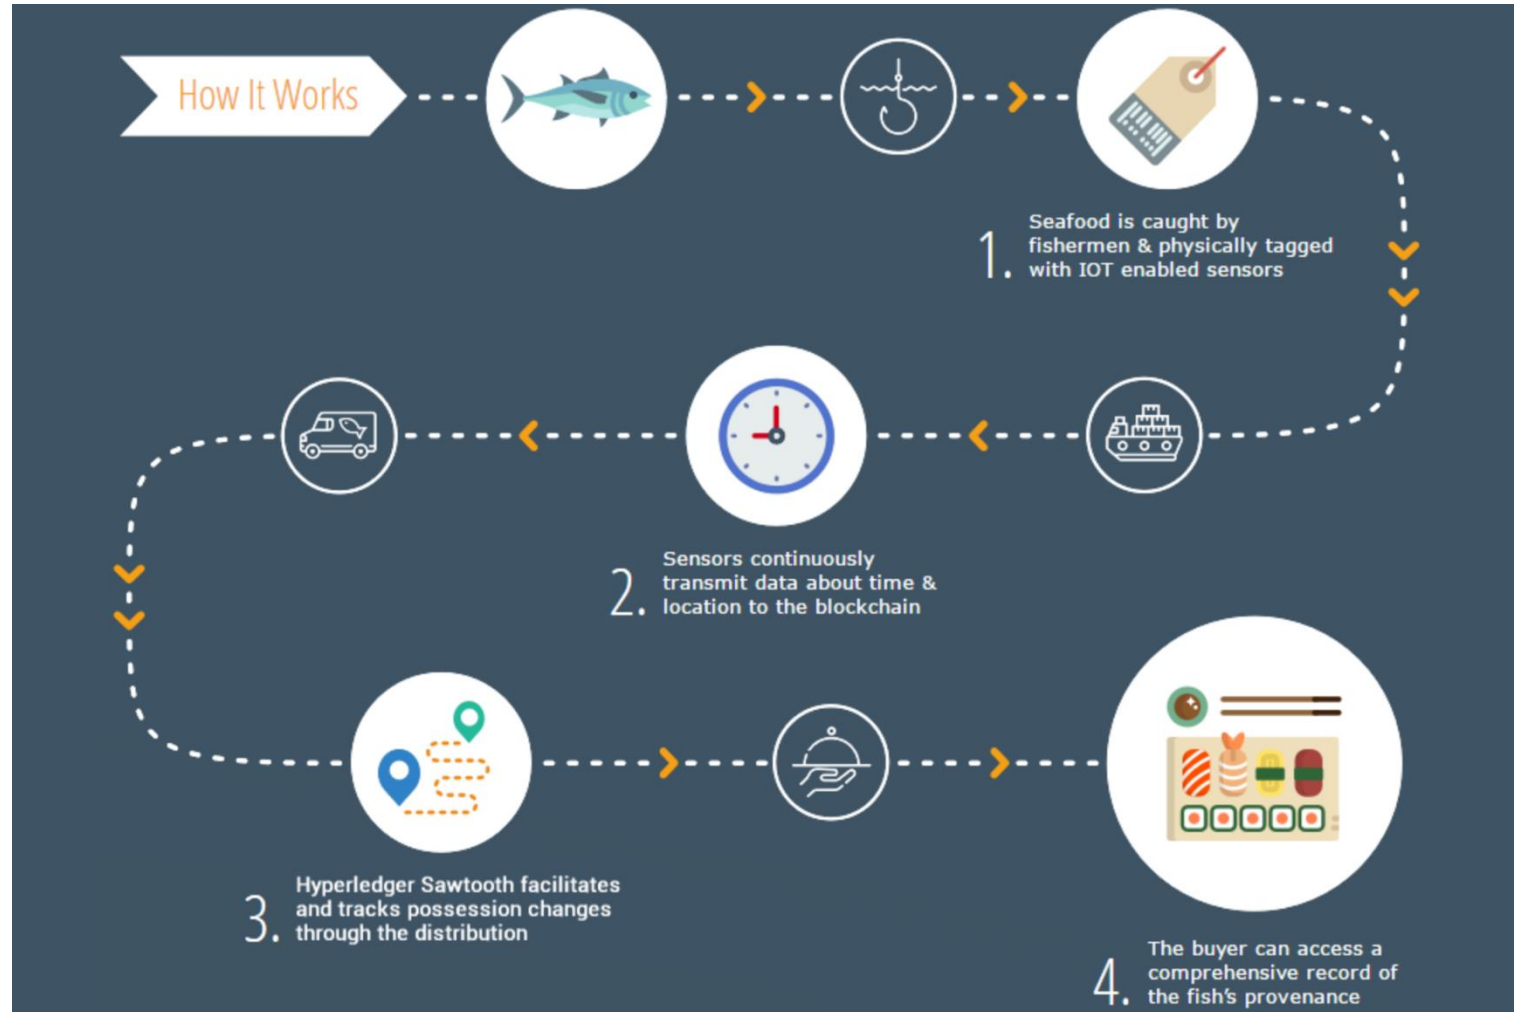 How It Works
1.
Seafood is caught by
fishermen & physically tagged
with IOT enabled sensors
2.
Sensors continuously
transmit data about time &
location to the blockchain
3.
Hyperledger Sawtooth facilitates
and tracks possession changes
through the distribution
4.
The buyer can access a
comprehensive record of
the fish's provenance